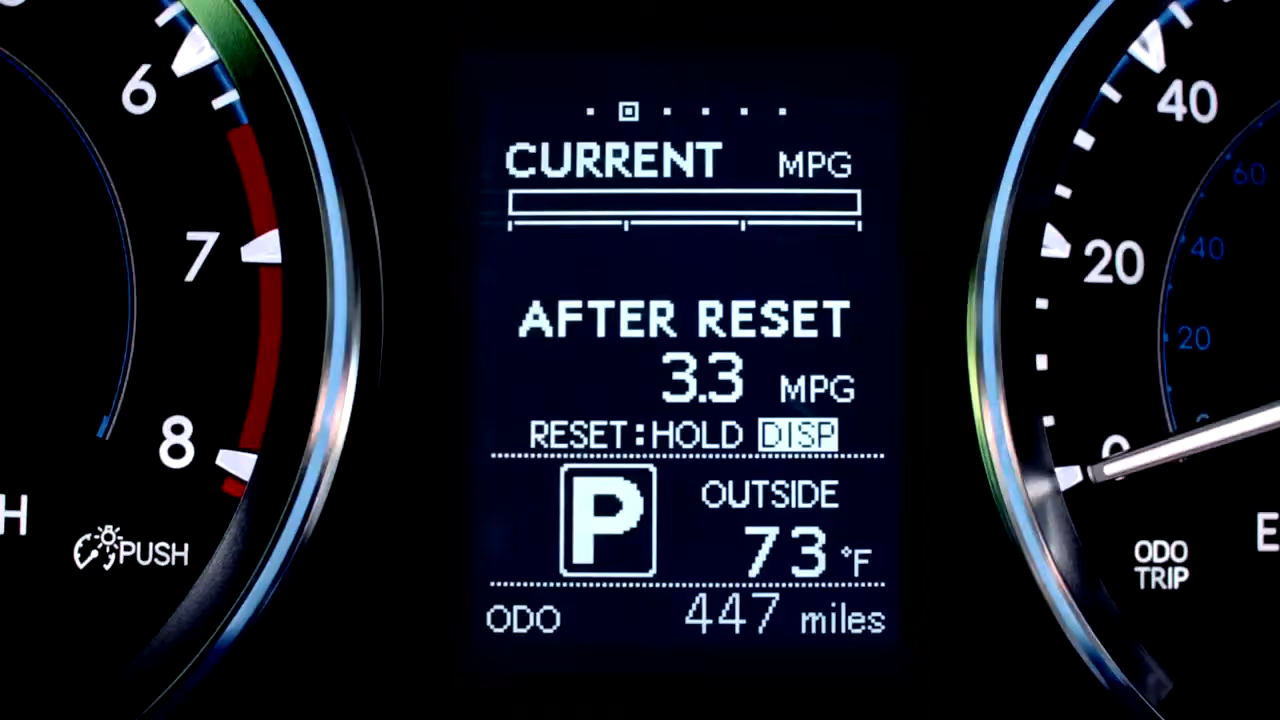 6
7
8
H
PUSH
CURRENT MPG
AFTER RESET
3.3 MPG
RESET:HOLD DISP
P
OUTSIDE
73 °F
ODO 447 miles
40
20
0
60
40
20
0
ODO
TRIP
E